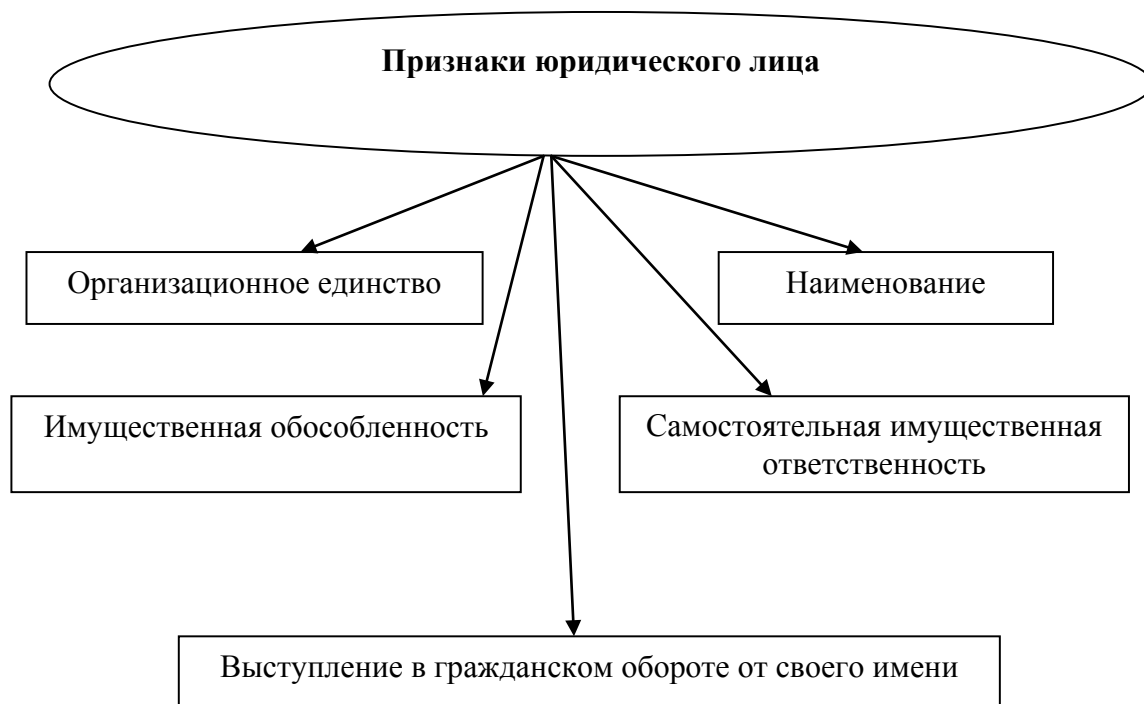 Признаки юридического лица
Организационное единство
Наименование
Имущественная обособленность
Самостоятельная имущественная
ответственность
Выступление в гражданском обороте от своего имени